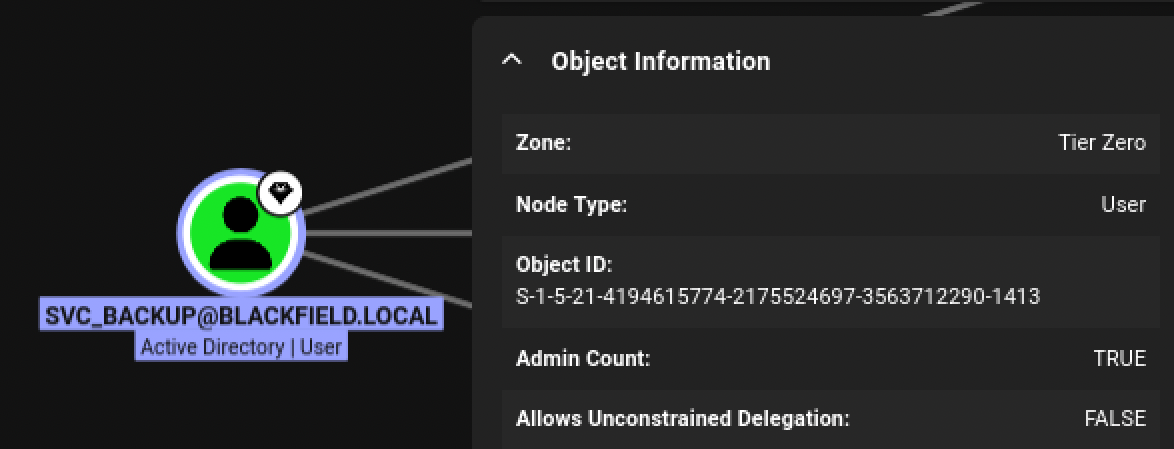 Object Information
Zone: Tier Zero
Node Type: User
Object ID:
S-1-5-21-4194615774-2175524697-3563712290-1413
Admin Count: TRUE
Allows Unconstrained Delegation: FALSE
SVC_BACKUP@BLACKFIELD.LOCAL
Active Directory | User